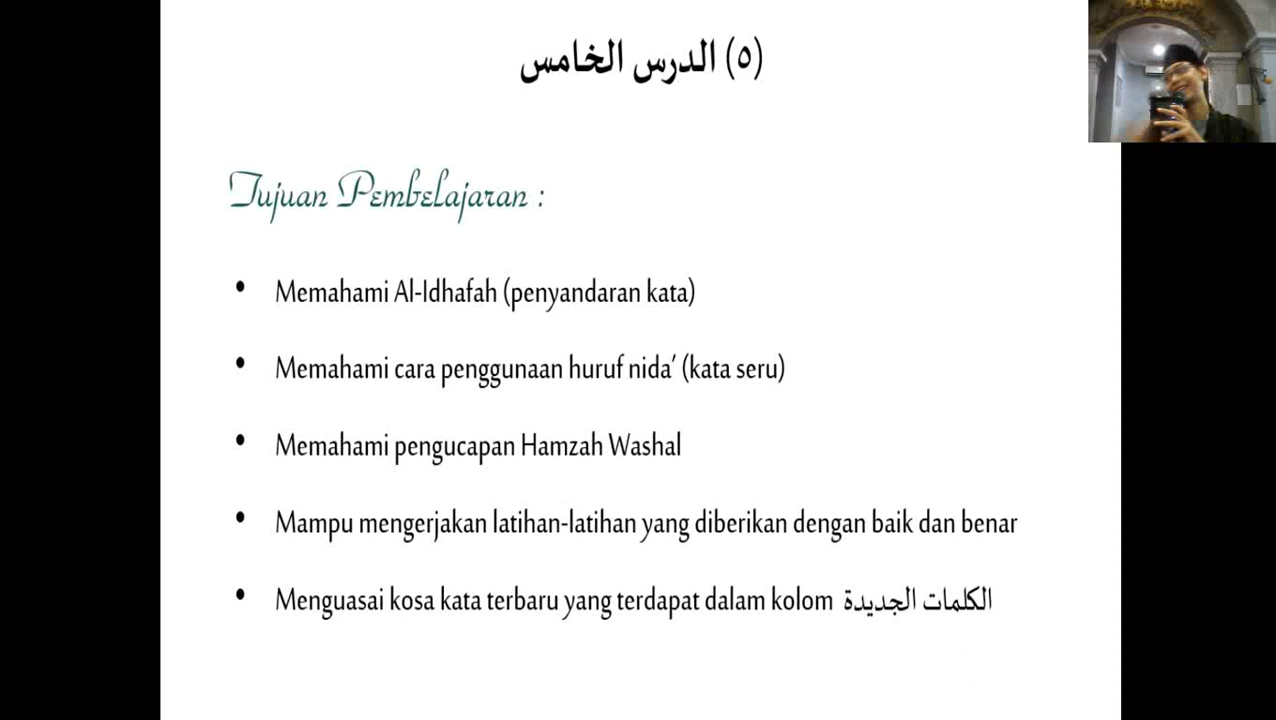 (٥) الدرس الخامس
Tujuan Pembelajaran :
• Memahami Al-Idhafah (penyandaran kata)
• Memahami cara penggunaan huruf nida’ (kata seru)
• Memahami pengucapan Hamzah Washal
• Mampu mengerjakan latihan-latihan yang diberikan dengan baik dan benar
• Menguasai kosa kata terbaru yang terdapat dalam kolom الكلمات الجديدة